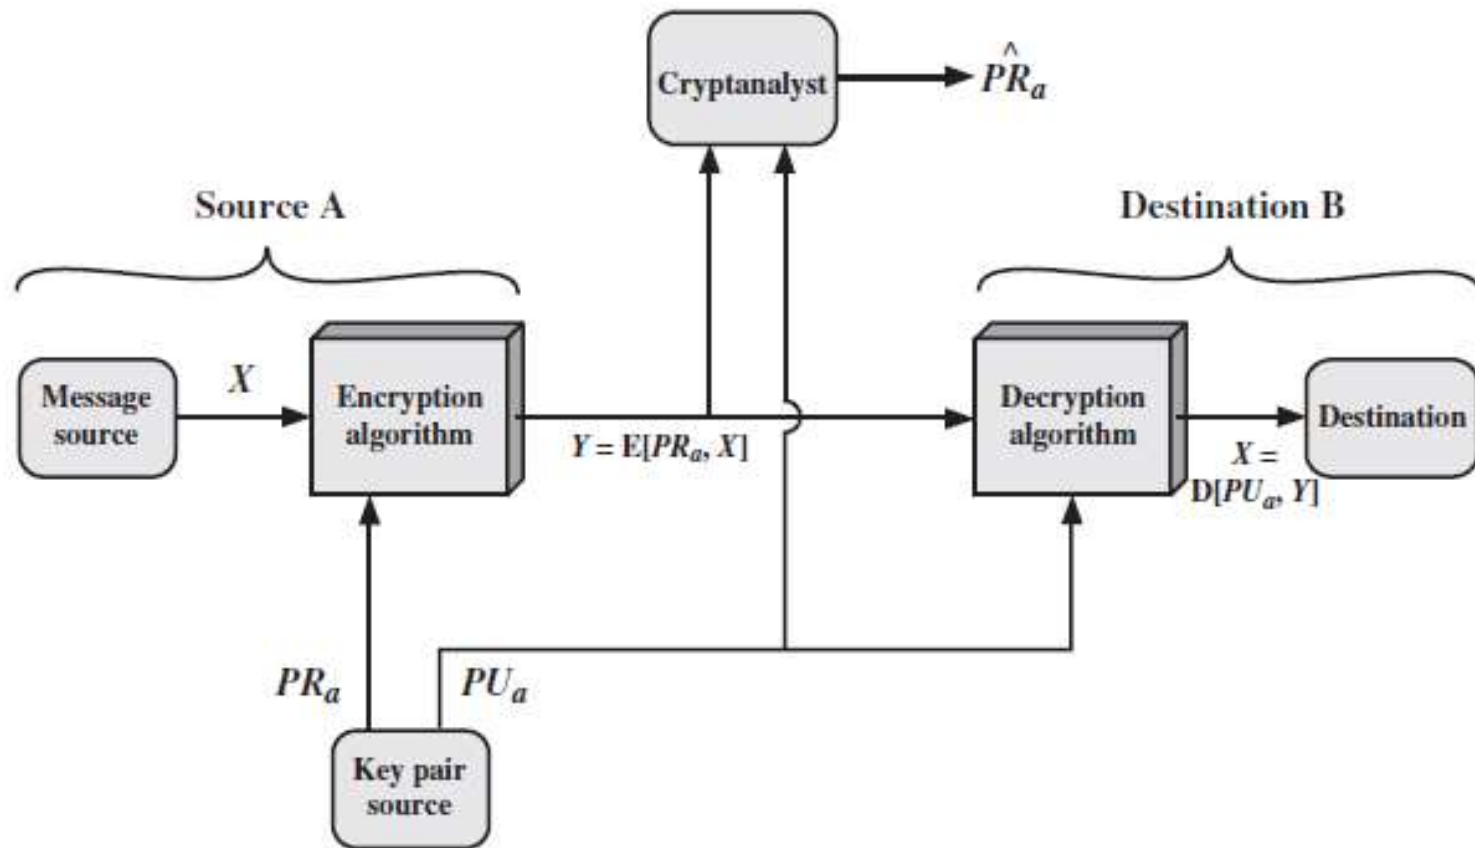 Cryptanalyst
P̂Rₐ
Source A
Destination B
Message
source
X
Encryption
algorithm
Y = E[PRₐ, X]
Decryption
algorithm
X =
D[PUₐ, Y]
Destination
PRₐ
PUₐ
Key pair
source